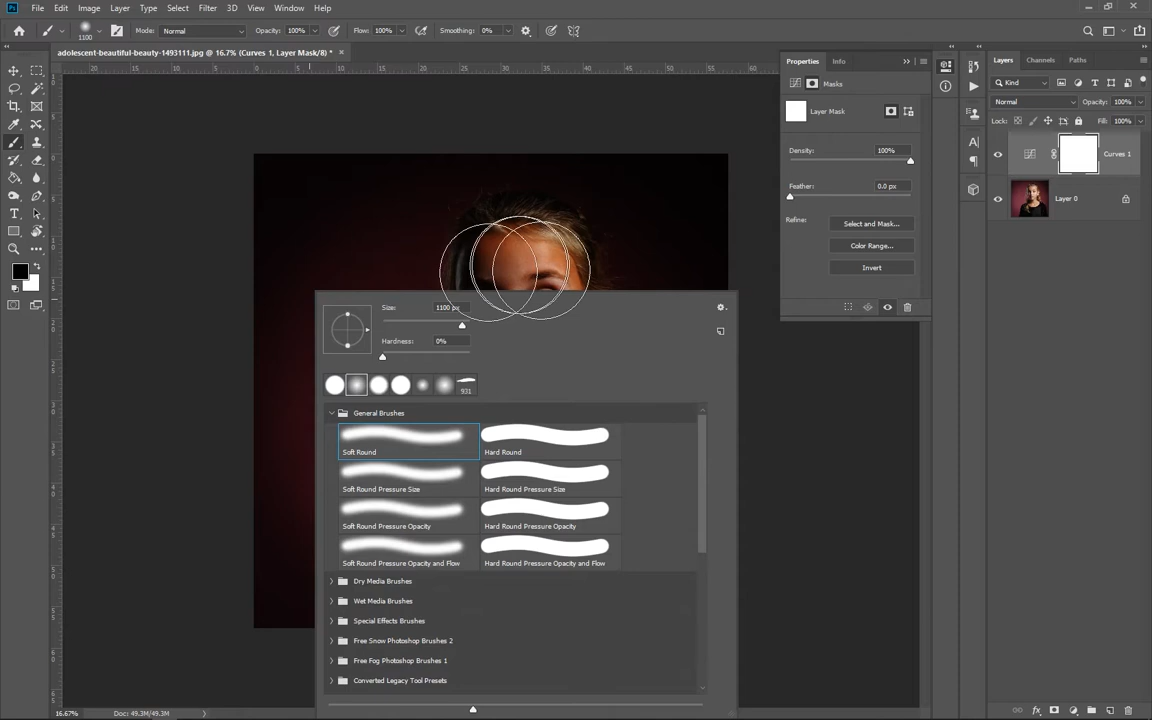 Ps File Edit Image Layer Type Select Filter 3D View Window Help
1100 Mode: Normal Opacity: 100% Flow: 100% Smoothing: 0%
adolescent-beautiful-beauty-1493111.jpg @ 16.7% (Curves 1, Layer Mask/8) * ×
Properties Info
Masks
Layer Mask
Density: 100%
Feather: 0.0 px
Refine: Select and Mask...
Color Range...
Invert
Layers Channels Paths
Kind
Normal Opacity: 100%
Lock: Fill: 100%
Curves 1
Layer 0
Size: 1100 px
Hardness: 0%
931
General Brushes
Soft Round Hard Round
Soft Round Pressure Size Hard Round Pressure Size
Soft Round Pressure Opacity Hard Round Pressure Opacity
Soft Round Pressure Opacity and Flow Hard Round Pressure Opacity and Flow
Dry Media Brushes
Wet Media Brushes
Special Effects Brushes
Free Snow Photoshop Brushes 2
Free Fog Photoshop Brushes 1
Converted Legacy Tool Presets
16.67% Doc: 49.3M/49.3M